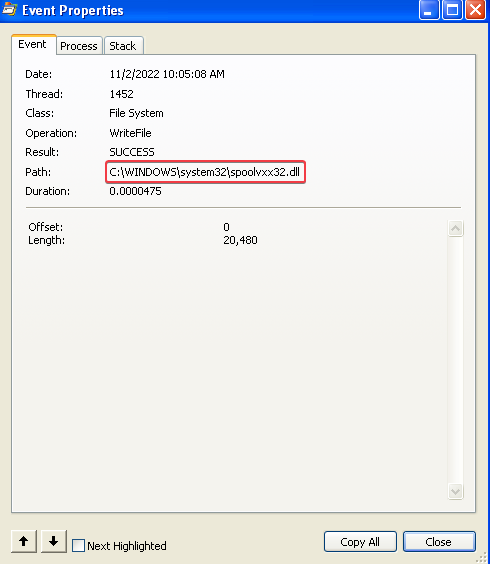 Event Properties
Event Process Stack
Date: 11/2/2022 10:05:08 AM
Thread: 1452
Class: File System
Operation: WriteFile
Result: SUCCESS
Path: C:\WINDOWS\system32\spoolvxx32.dll
Duration: 0.0000475
Offset: 0
Length: 20,480
Next Highlighted Copy All Close